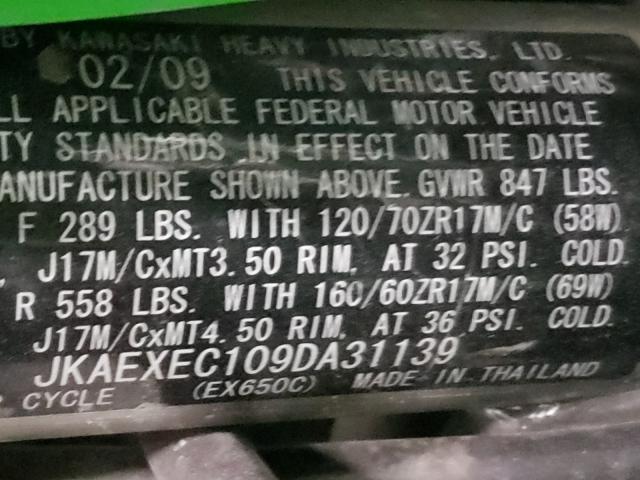 BY KAWASAKI HEAVY INDUSTRIES, LTD.
02/09 THIS VEHICLE CONFORMS
LL APPLICABLE FEDERAL MOTOR VEHICLE
TY STANDARDS IN EFFECT ON THE DATE
ANUFACTURE SHOWN ABOVE. GVWR 847 LBS.
F 289 LBS. WITH 120/70ZR17M/C (58W)
J17M/CxMT3.50 RIM, AT 32 PSI. COLD.
R 558 LBS. WITH 160/60ZR17M/C (69W)
J17M/CxMT4.50 RIM, AT 36 PSI. COLD.
JKAEXEC109DA31139
CYCLE (EX650C) MADE IN THAILAND